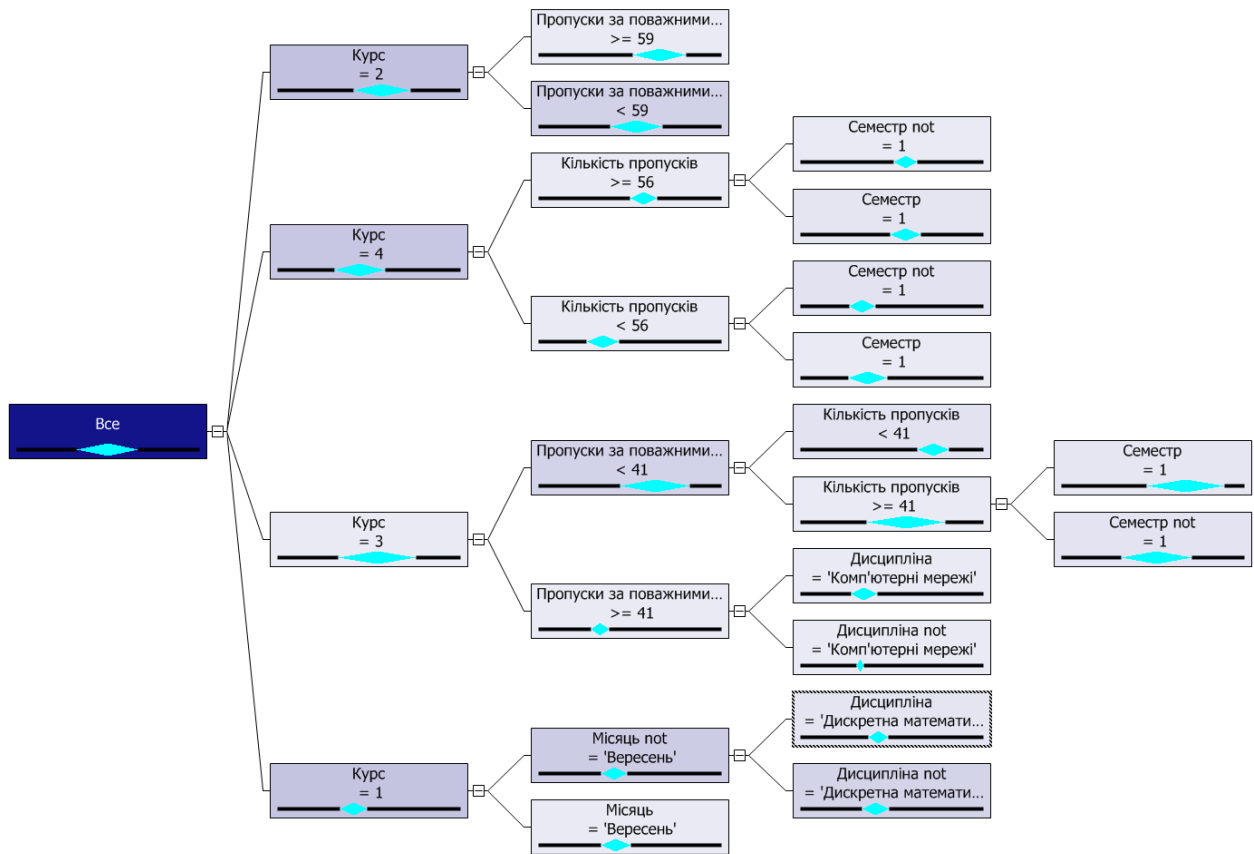 Пропуски за поважними...
>= 59
Курс
= 2
Пропуски за поважними...
< 59
Семестр not
= 1
Кількість пропусків
>= 56
Семестр
= 1
Курс
= 4
Семестр not
= 1
Кількість пропусків
< 56
Семестр
= 1
Все
Кількість пропусків
< 41
Пропуски за поважними...
< 41
Семестр
= 1
Кількість пропусків
>= 41
Курс
= 3
Семестр not
= 1
Дисципліна
= 'Комп'ютерні мережі'
Пропуски за поважними...
>= 41
Дисципліна not
= 'Комп'ютерні мережі'
Дисципліна
= 'Дискретна математи...
Місяць not
= 'Вересень'
Курс
= 1
Дисципліна not
= 'Дискретна математи...
Місяць
= 'Вересень'